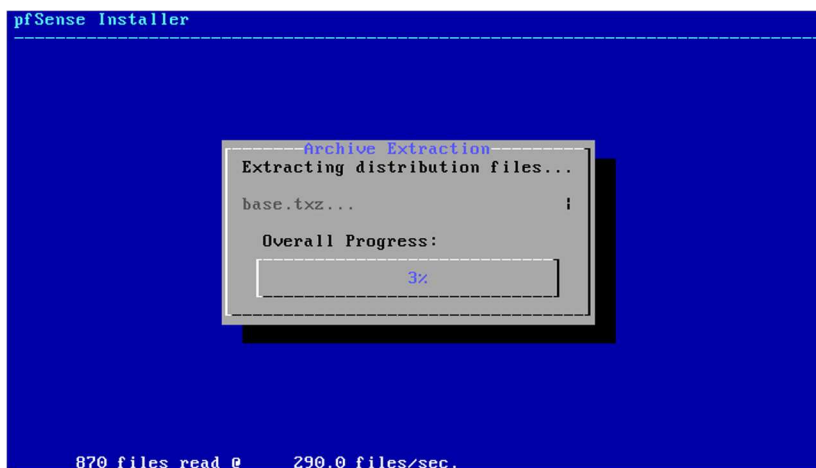 pfSense Installer
Archive Extraction
Extracting distribution files...
base.txz... |
Overall Progress:
3%
870 files read @ 290.0 files/sec.